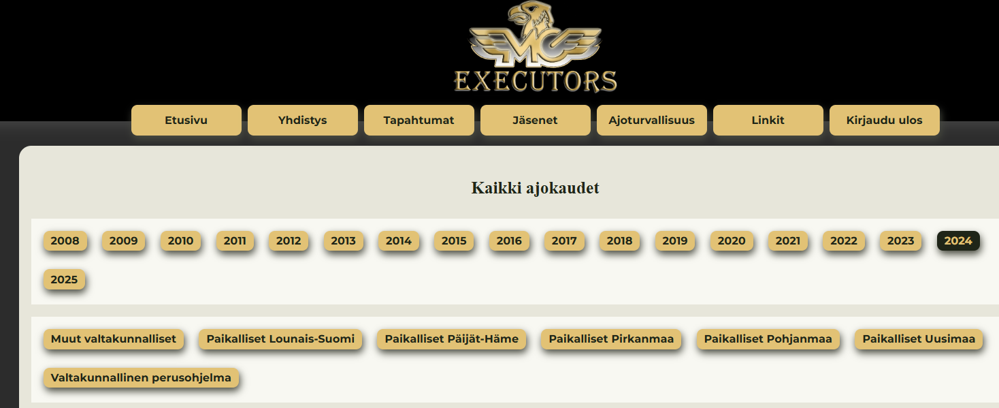 MC
EXECUTORS
Etusivu Yhdistys Tapahtumat Jäsenet Ajoturvallisuus Linkit Kirjaudu ulos
Kaikki ajokaudet
2008 2009 2010 2011 2012 2013 2014 2015 2016 2017 2018 2019 2020 2021 2022 2023 2024
2025
Muut valtakunnalliset Paikalliset Lounais-Suomi Paikalliset Päijät-Häme Paikalliset Pirkanmaa Paikalliset Pohjanmaa Paikalliset Uusimaa
Valtakunnallinen perusohjelma